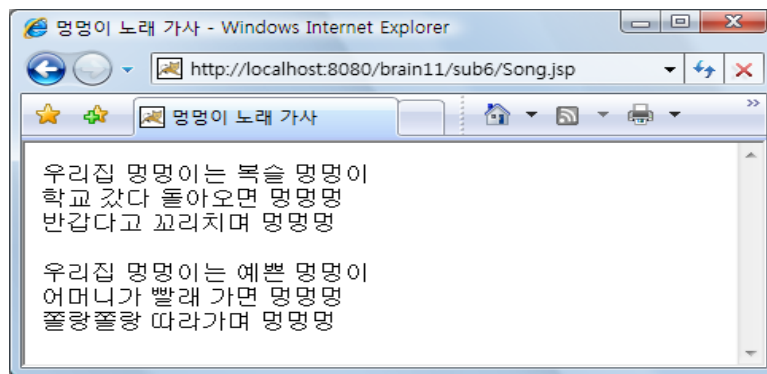 멍멍이 노래 가사 - Windows Internet Explorer
http://localhost:8080/brain11/sub6/Song.jsp
멍멍이 노래 가사
우리집 멍멍이는 복슬 멍멍이
학교 갔다 돌아오면 멍멍멍
반갑다고 꼬리치며 멍멍멍
우리집 멍멍이는 예쁜 멍멍이
어머니가 빨래 가면 멍멍멍
쫄랑쫄랑 따라가며 멍멍멍